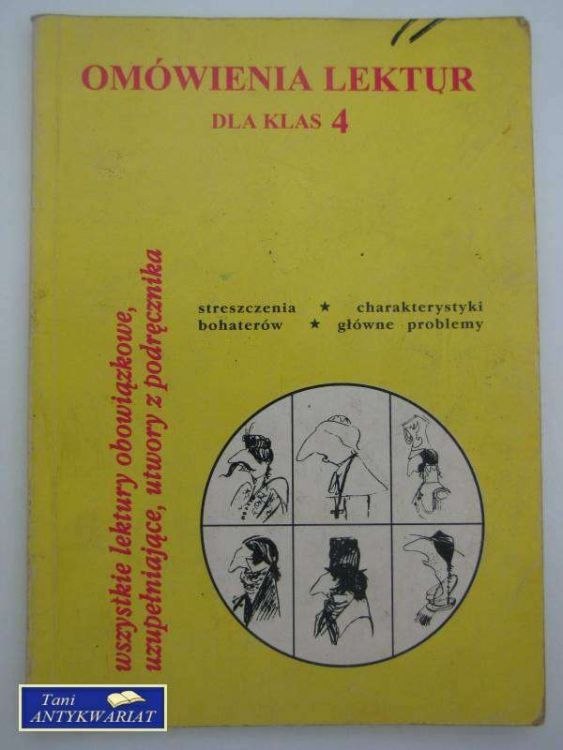 OMÓWIENIA LEKTUR
DLA KLAS 4
streszczenia ★ charakterystyki
bohaterów ★ główne problemy
wszystkie lektury obowiązkowe,
uzupełniające, utwory z podręcznika
Tani
ANTYKWARIAT